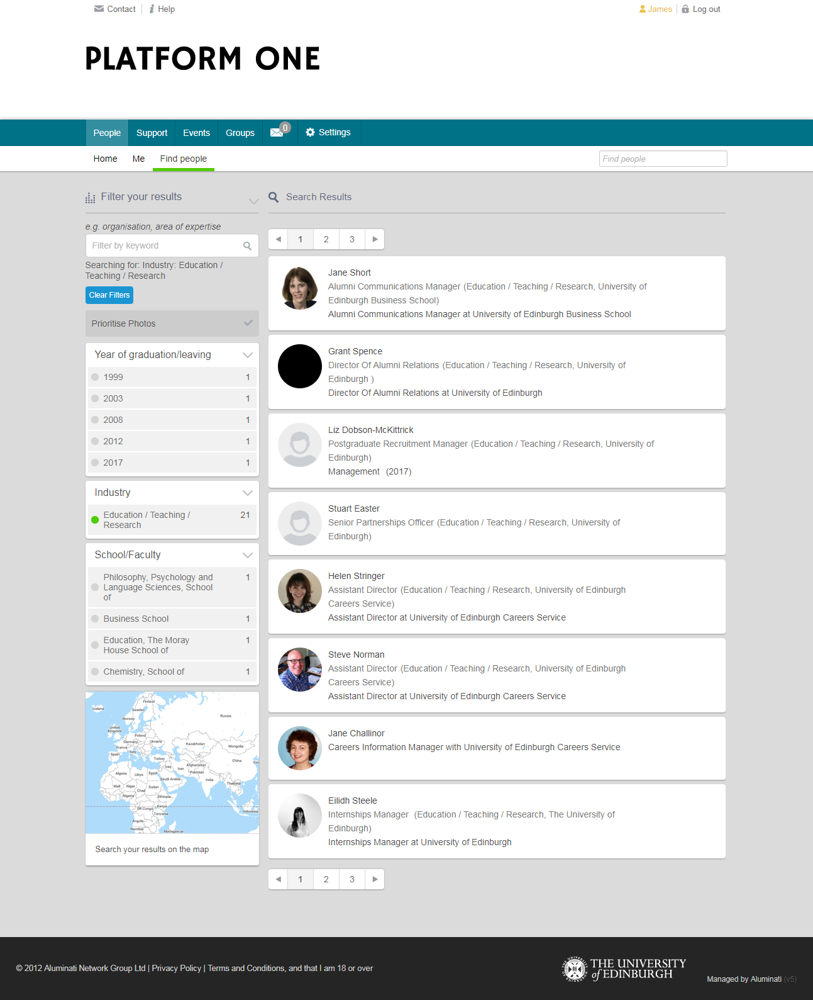 Contact
Help
James
Log out
PLATFORM ONE
People
Support
Events
Groups
0
Settings
Home
Me
Find people
Find people
Filter your results
e.g. organisation, area of expertise
Filter by keyword
Searching for: Industry: Education /
Teaching / Research
Clear Filters
Prioritise Photos
Year of graduation/leaving
1999 1
2003 1
2008 1
2012 1
2017 1
Industry
Education / Teaching / 21
Research
School/Faculty
Philosophy, Psychology and 1
Language Sciences, School
of
Business School 1
Education, The Moray 1
House School of
Chemistry, School of 1
Iceland
Finland
Sweden
Norway
Russia
United
Kingdom
Poland
Germany
Ukraine
France
Kazakhstan
Mongolia
Italy
Spain
Turkey
China
Iraq
Iran
Afghanistan
Pakistan
Algeria
Libya
Egypt
Saudi Arabia
India
Thailand
Mali
Niger
Chad
Sudan
Nigeria
Ethiopia
DR Congo
Kenya
Tanzania
Indonesia
Angola
Namibia
Madagascar
Search your results on the map
Search Results
1 2 3
Jane Short
Alumni Communications Manager (Education / Teaching / Research, University of
Edinburgh Business School)
Alumni Communications Manager at University of Edinburgh Business School
Grant Spence
Director Of Alumni Relations (Education / Teaching / Research, University of
Edinburgh )
Director Of Alumni Relations at University of Edinburgh
Liz Dobson-McKittrick
Postgraduate Recruitment Manager (Education / Teaching / Research, University of
Edinburgh)
Management (2017)
Stuart Easter
Senior Partnerships Officer (Education / Teaching / Research, University of
Edinburgh)
Helen Stringer
Assistant Director (Education / Teaching / Research, University of Edinburgh
Careers Service)
Assistant Director at University of Edinburgh Careers Service
Steve Norman
Assistant Director (Education / Teaching / Research, University of Edinburgh
Careers Service)
Assistant Director at University of Edinburgh Careers Service
Jane Challinor
Careers Information Manager with University of Edinburgh Careers Service
Eilidh Steele
Internships Manager (Education / Teaching / Research, The University of
Edinburgh)
Internships Manager at University of Edinburgh
1 2 3
© 2012 Aluminati Network Group Ltd | Privacy Policy | Terms and Conditions, and that I am 18 or over
THE UNIVERSITY
of EDINBURGH
Managed by Aluminati (v5)